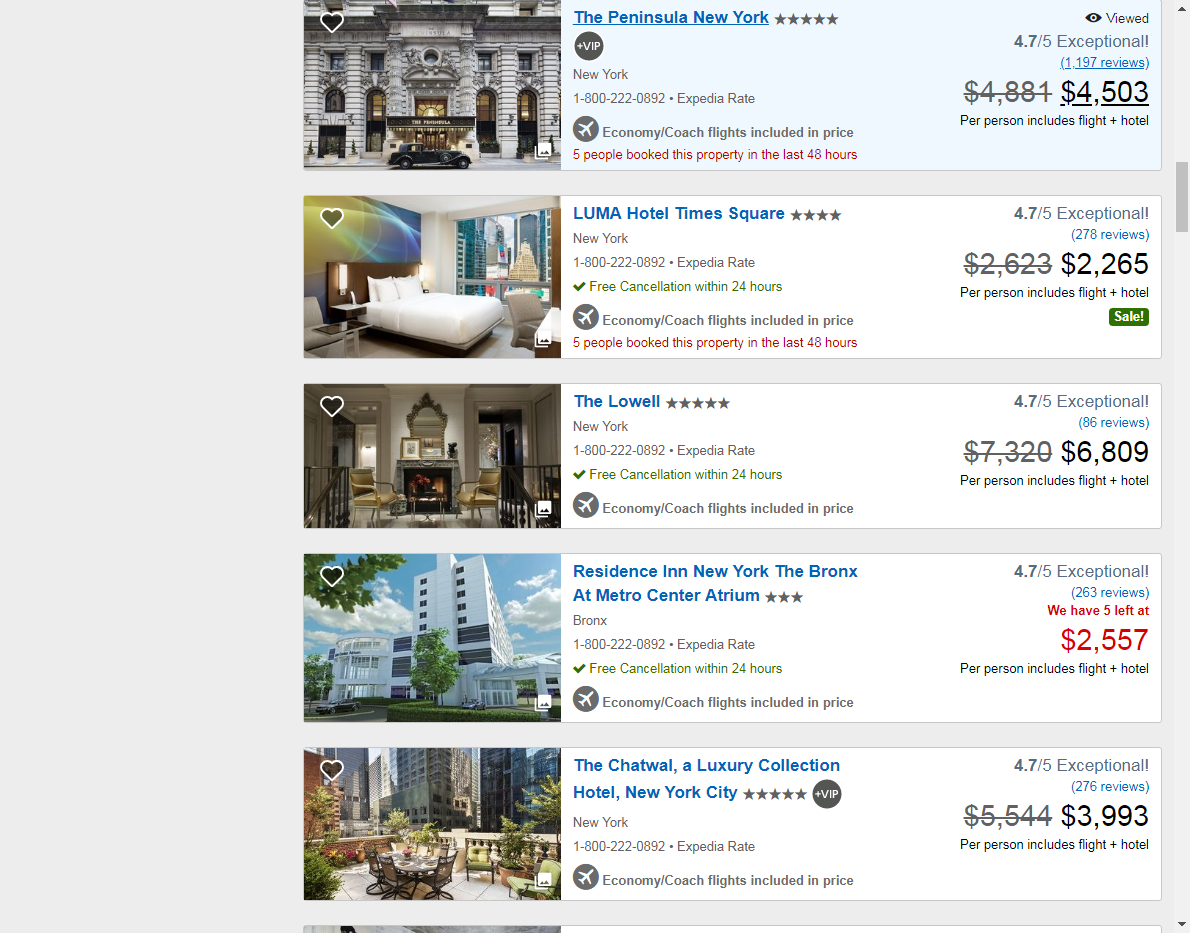 The Peninsula New York ★★★★★
Viewed
+VIP
4.7/5 Exceptional!
(1,197 reviews)
New York
$4,881 $4,503
1-800-222-0892 • Expedia Rate
Per person includes flight + hotel
Economy/Coach flights included in price
5 people booked this property in the last 48 hours
THE PENINSULA
LUMA Hotel Times Square ★★★★
4.7/5 Exceptional!
New York
(278 reviews)
1-800-222-0892 • Expedia Rate
$2,623 $2,265
Free Cancellation within 24 hours
Per person includes flight + hotel
Economy/Coach flights included in price
Sale!
5 people booked this property in the last 48 hours
The Lowell ★★★★★
4.7/5 Exceptional!
New York
(86 reviews)
1-800-222-0892 • Expedia Rate
$7,320 $6,809
Free Cancellation within 24 hours
Per person includes flight + hotel
Economy/Coach flights included in price
Residence Inn New York The Bronx
At Metro Center Atrium ★★★
4.7/5 Exceptional!
(263 reviews)
We have 5 left at
Bronx
$2,557
1-800-222-0892 • Expedia Rate
Free Cancellation within 24 hours
Per person includes flight + hotel
Economy/Coach flights included in price
The Chatwal, a Luxury Collection
Hotel, New York City ★★★★★ +VIP
4.7/5 Exceptional!
(276 reviews)
New York
$5,544 $3,993
1-800-222-0892 • Expedia Rate
Per person includes flight + hotel
Economy/Coach flights included in price